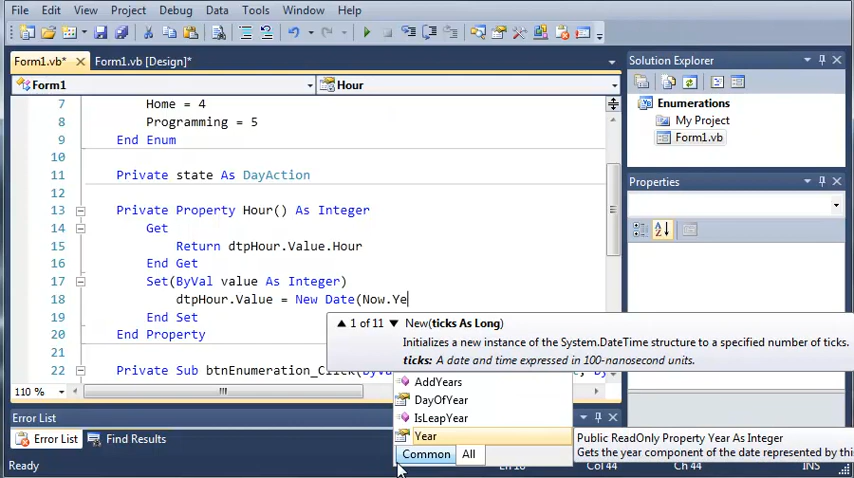 File Edit View Project Debug Data Tools Window Help
Form1.vb* Form1.vb [Design]*
Form1 Hour
7 Home = 4
8 Programming = 5
9 End Enum
10
11 Private state As DayAction
12
13 Private Property Hour() As Integer
14 Get
15 Return dtpHour.Value.Hour
16 End Get
17 Set(ByVal value As Integer)
18 dtpHour.Value = New Date(Now.Ye
19 End Set
20 End Property
21
22 Private Sub btnEnumeration_Click(ByVa
1 of 11 New(ticks As Long)
Initializes a new instance of the System.DateTime structure to a specified number of ticks.
ticks: A date and time expressed in 100-nanosecond units.
AddYears
DayOfYear
IsLeapYear
Year
Common All
Public ReadOnly Property Year As Integer
Gets the year component of the date represented by this
110 %
Error List
Error List Find Results
Ready Col 44 Ch 44 INS
Solution Explorer
Enumerations
My Project
Form1.vb
Properties